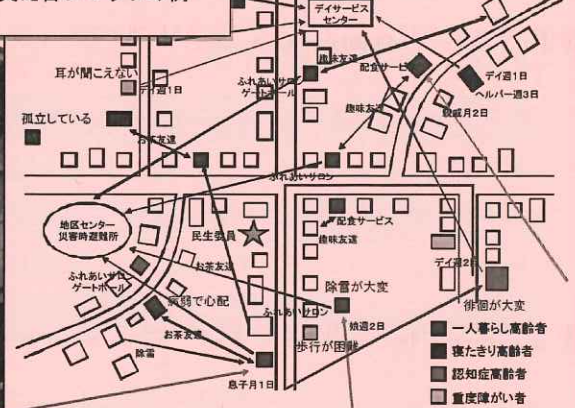 デイサービス
センター
耳が聞こえない
デイ週1日
趣味友達
配食サービス
ふれあいサロン
ゲートボール
デイ週1日
ヘルパー週3日
親戚月2日
趣味友達
孤立している
お茶友達
ふれあいサロン
地区センター
災害時避難所
民生委員
配食サービス
趣味友達
お茶友達
デイ週2日
ふれあいサロン
ゲートボール
病弱で心配
除雪が大変
徘徊が大変
ふれあいサロン
娘週2日
お茶友達
歩行が困難
除雪
息子月1日
一人暮らし高齢者
寝たきり高齢者
認知症高齢者
重度障がい者